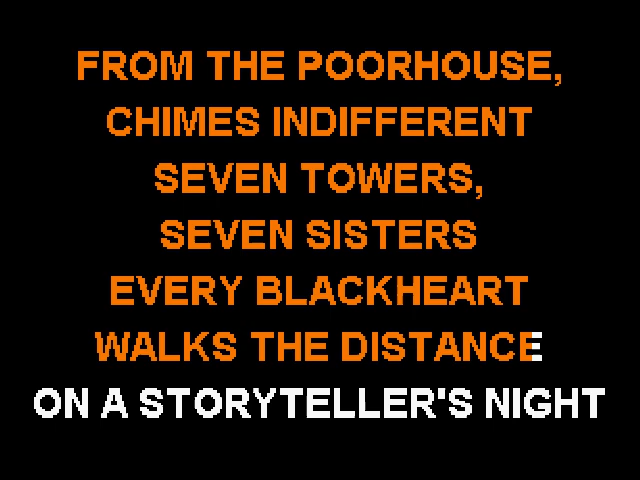 FROM THE POORHOUSE,
CHIMES INDIFFERENT
SEVEN TOWERS,
SEVEN SISTERS
EVERY BLACKHEART
WALKS THE DISTANCE
ON A STORYTELLER'S NIGHT